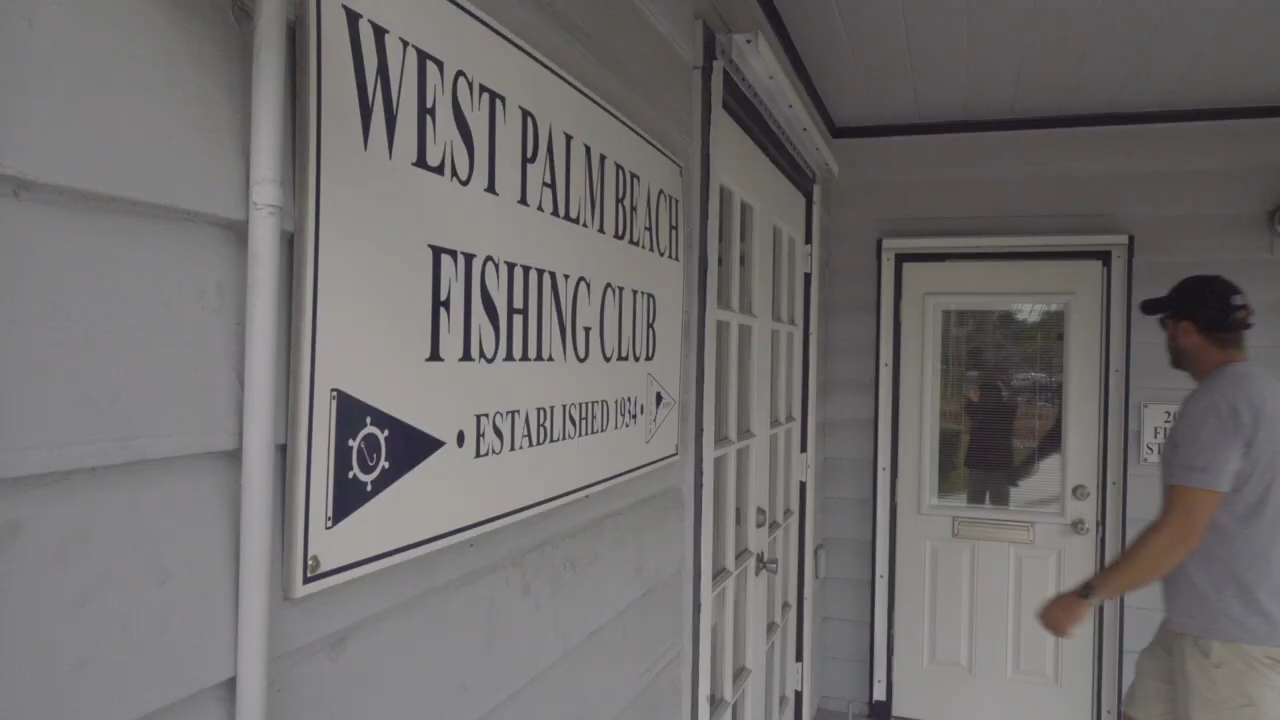 WEST PALM BEACH
FISHING CLUB
• ESTABLISHED 1934 •